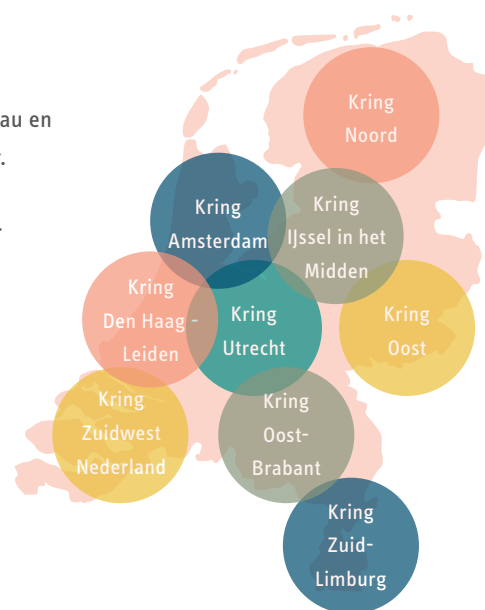 au en
Kring
Noord
Kring
Amsterdam
Kring
IJssel in het
Midden
Kring
Den Haag -
Leiden
Kring
Utrecht
Kring
Oost
Kring
Zuidwest
Nederland
Kring
Oost-
Brabant
Kring
Zuid-
Limburg